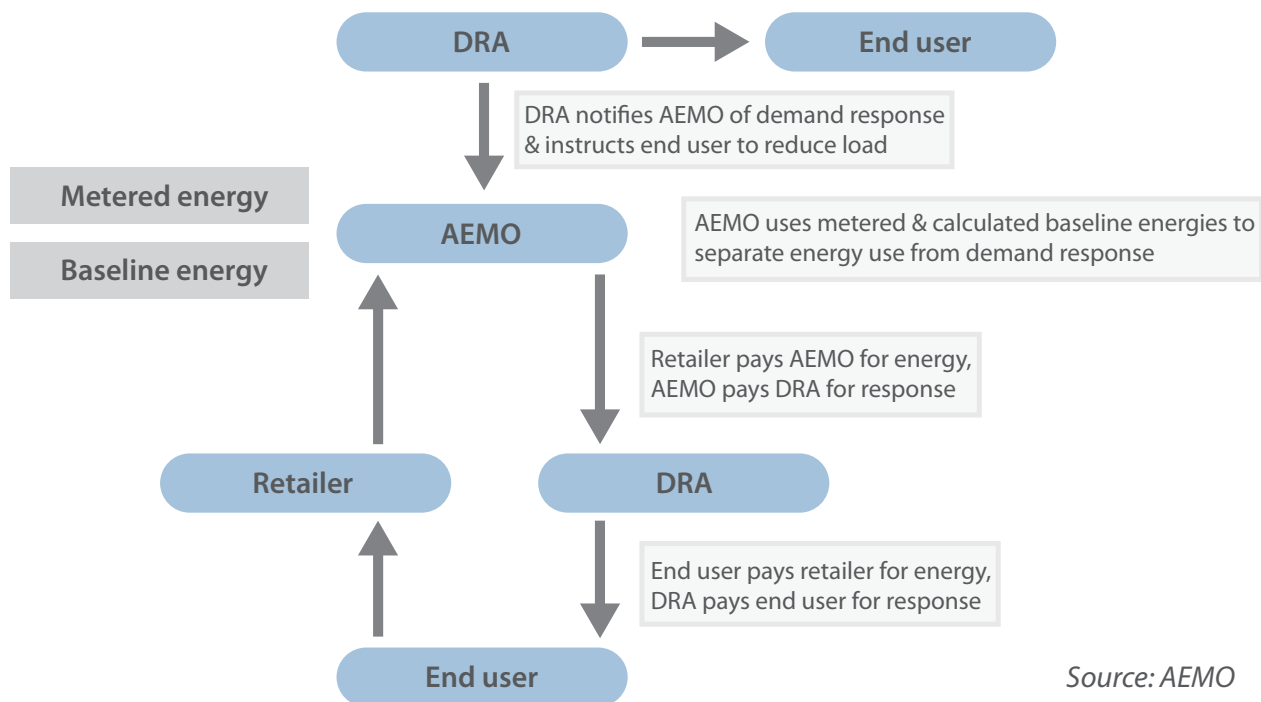 DRA
End user
DRA notifies AEMO of demand response
& instructs end user to reduce load
Metered energy
Baseline energy
AEMO
AEMO uses metered & calculated baseline energies to
separate energy use from demand response
Retailer pays AEMO for energy,
AEMO pays DRA for response
Retailer
DRA
End user pays retailer for energy,
DRA pays end user for response
End user
Source: AEMO